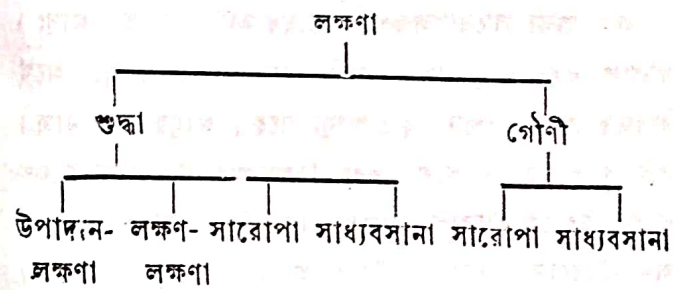 লক্ষণা
শুদ্ধা গৌণী
উপাদান- লক্ষণ- সারোপা সাধ্যবসানা সারোপা সাধ্যবসানা
লক্ষণা লক্ষণা